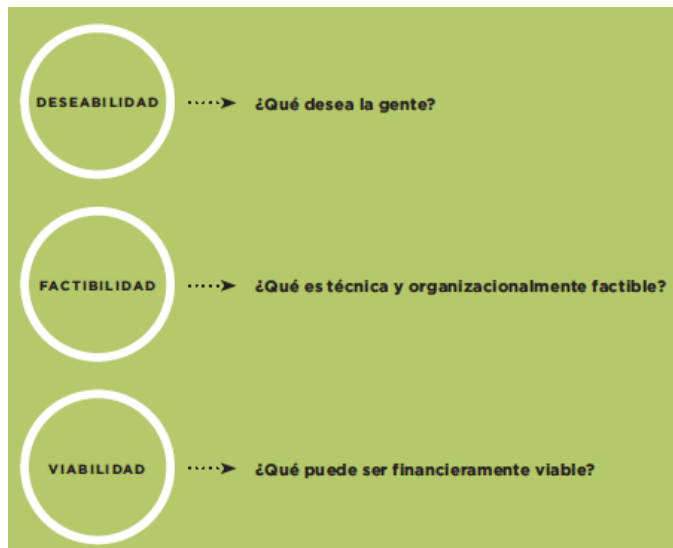 DESEABILIDAD
¿Qué desea la gente?
FACTIBILIDAD
¿Qué es técnica y organizacionalmente factible?
VIABILIDAD
¿Qué puede ser financieramente viable?